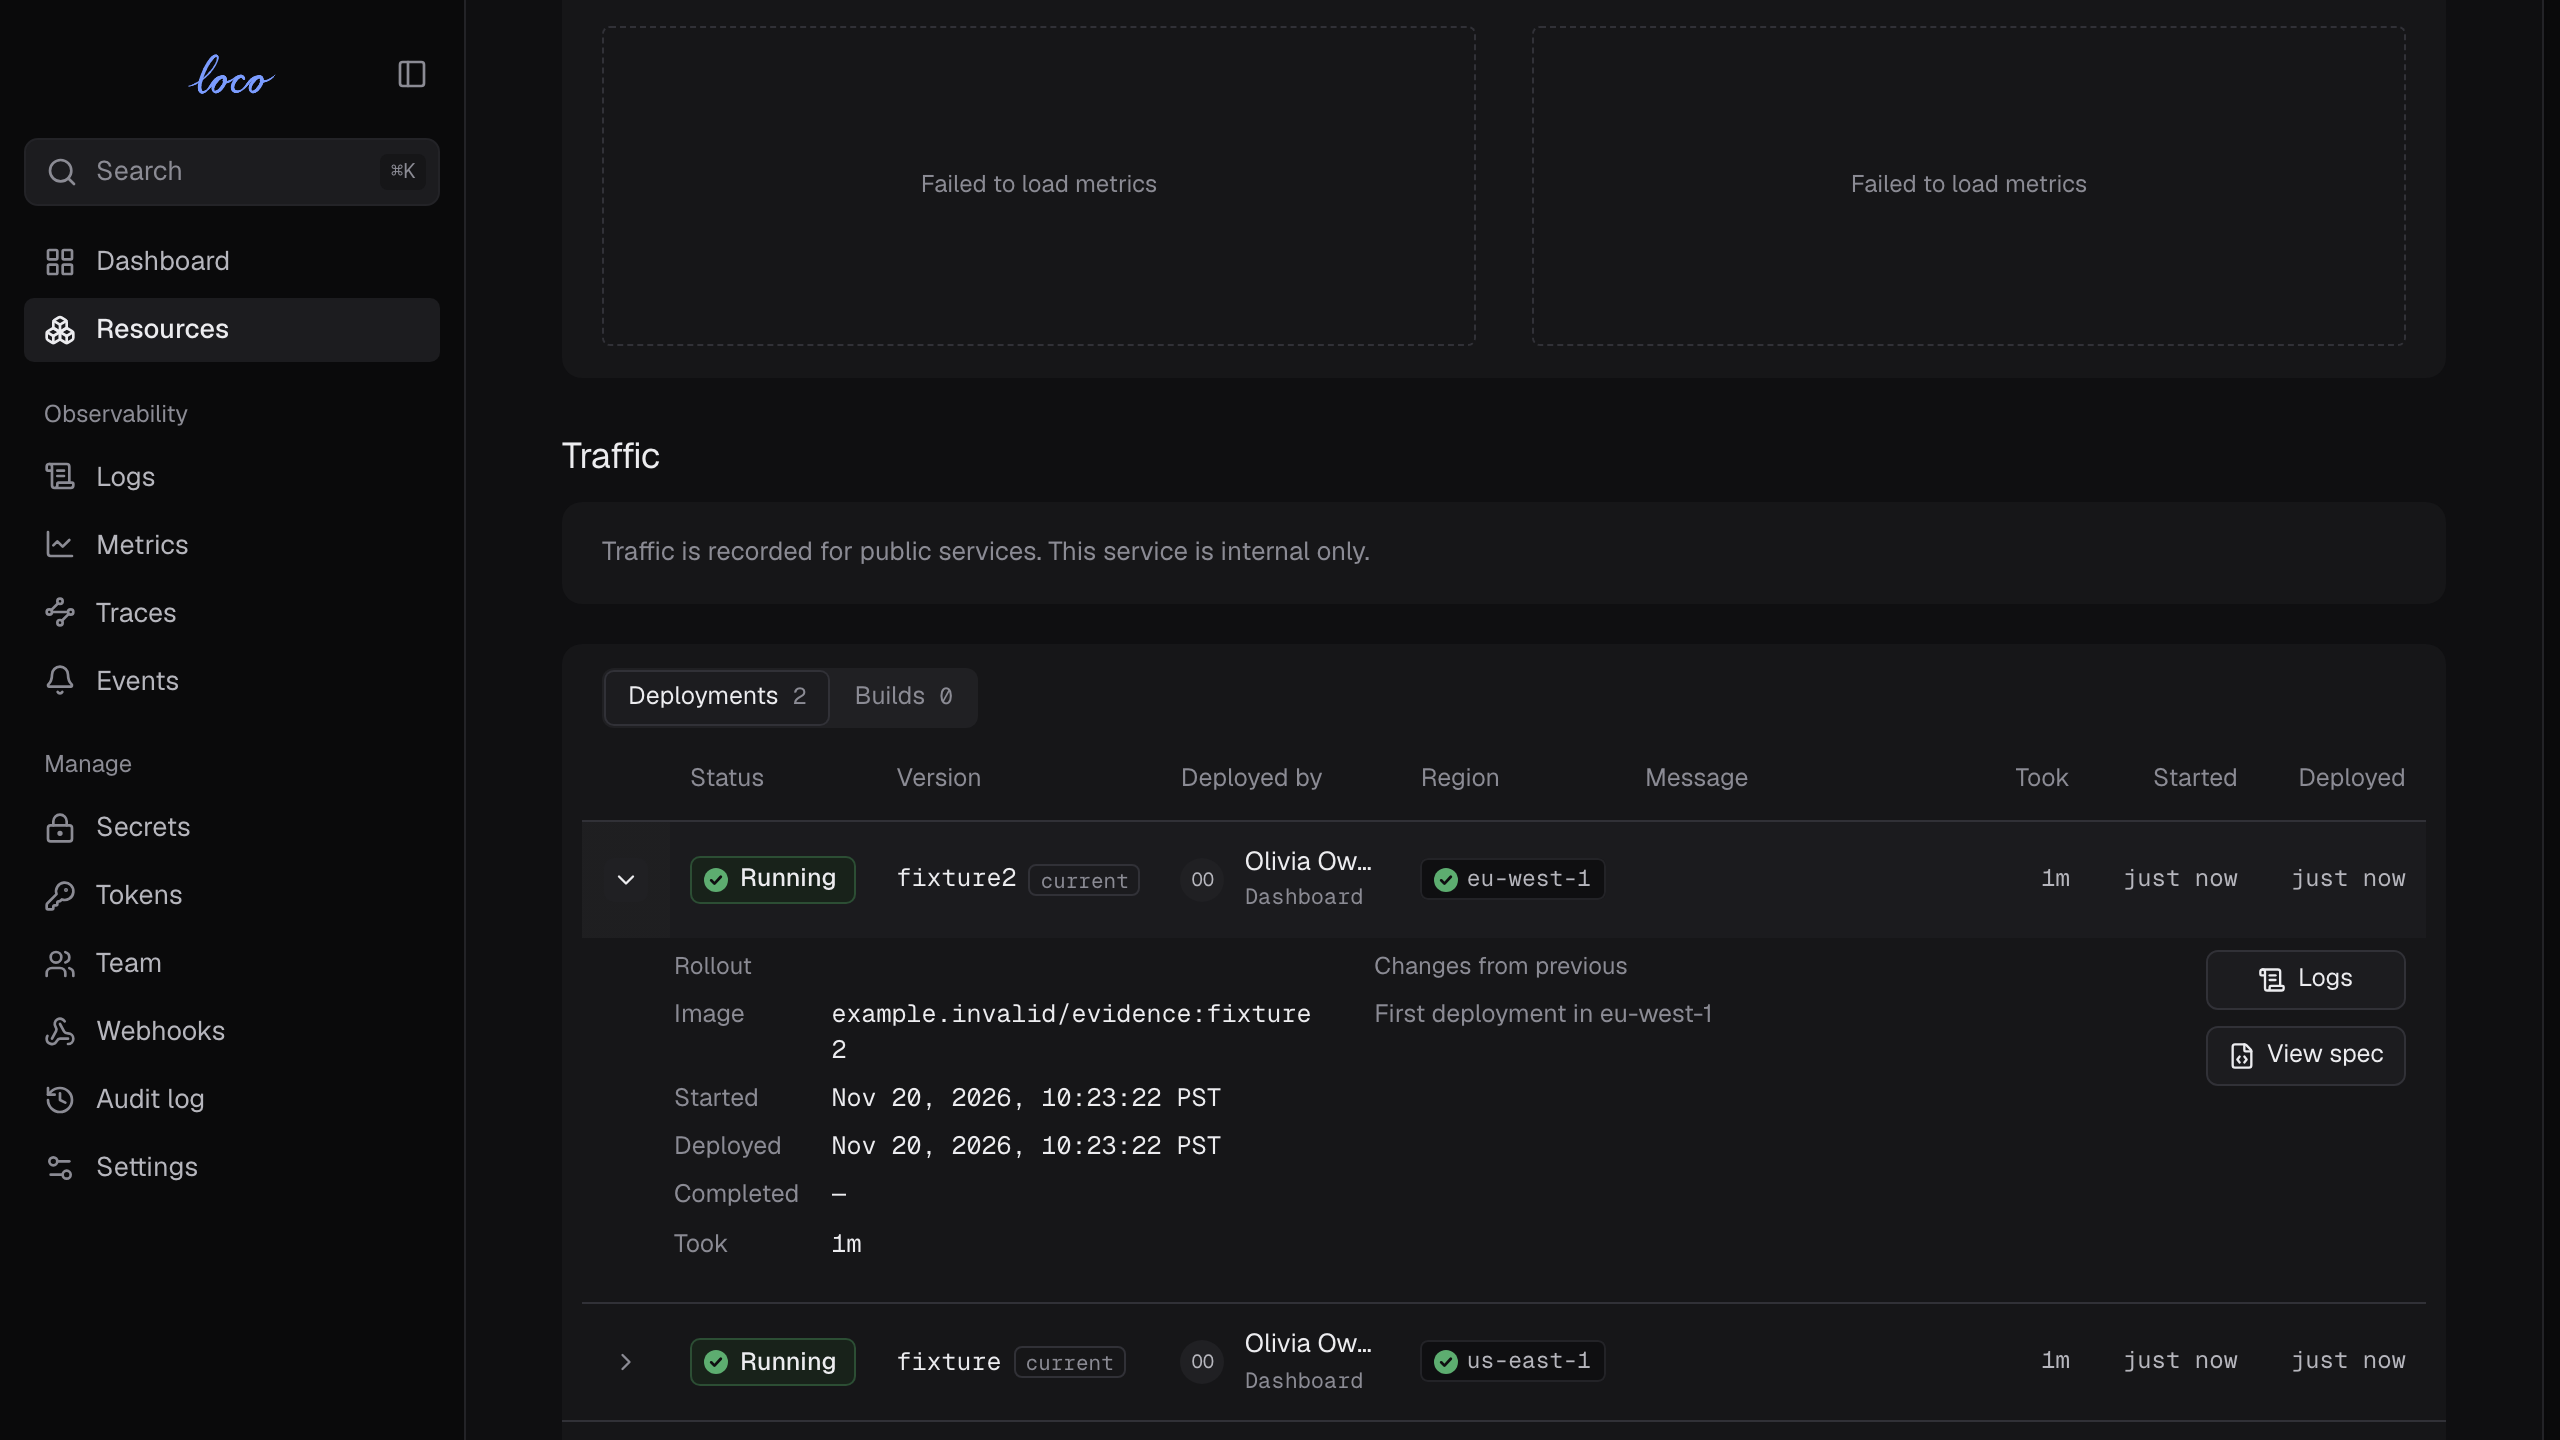 loco
Search ⌘K
Dashboard
Resources
Observability
Logs
Metrics
Traces
Events
Manage
Secrets
Tokens
Team
Webhooks
Audit log
Settings
Failed to load metrics Failed to load metrics
Traffic
Traffic is recorded for public services. This service is internal only.
Deployments 2 Builds 0
Status Version Deployed by Region Message Took Started Deployed
Running fixture2 current OO Olivia Ow… eu-west-1 1m just now just now
Dashboard
Rollout Changes from previous Logs
Image example.invalid/evidence:fixture First deployment in eu-west-1
2 View spec
Started Nov 20, 2026, 10:23:22 PST
Deployed Nov 20, 2026, 10:23:22 PST
Completed —
Took 1m
Running fixture current OO Olivia Ow… us-east-1 1m just now just now
Dashboard